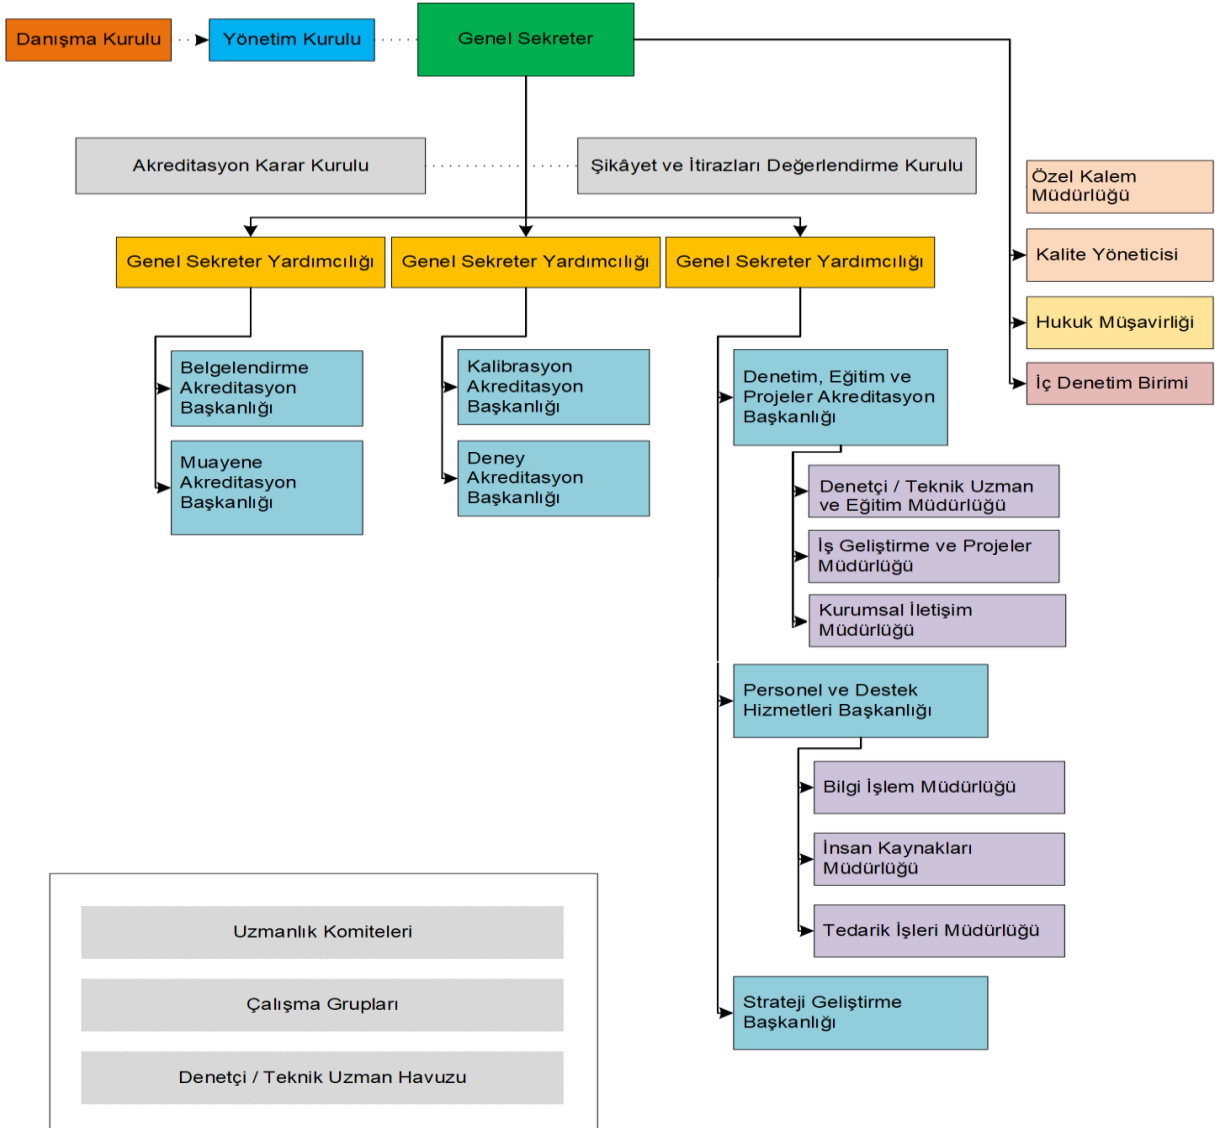 Danışma Kurulu
Yönetim Kurulu
Genel Sekreter
Akreditasyon Karar Kurulu
Şikâyet ve İtirazları Değerlendirme Kurulu
Özel Kalem
Müdürlüğü
Kalite Yöneticisi
Hukuk Müşavirliği
İç Denetim Birimi
Genel Sekreter Yardımcılığı
Genel Sekreter Yardımcılığı
Genel Sekreter Yardımcılığı
Belgelendirme
Akreditasyon
Başkanlığı
Muayene
Akreditasyon
Başkanlığı
Kalibrasyon
Akreditasyon
Başkanlığı
Deney
Akreditasyon
Başkanlığı
Denetim, Eğitim ve
Projeler Akreditasyon
Başkanlığı
Denetçi / Teknik Uzman
ve Eğitim Müdürlüğü
İş Geliştirme ve Projeler
Müdürlüğü
Kurumsal İletişim
Müdürlüğü
Personel ve Destek
Hizmetleri Başkanlığı
Bilgi İşlem Müdürlüğü
İnsan Kaynakları
Müdürlüğü
Tedarik İşleri Müdürlüğü
Strateji Geliştirme
Başkanlığı
Uzmanlık Komiteleri
Çalışma Grupları
Denetçi / Teknik Uzman Havuzu